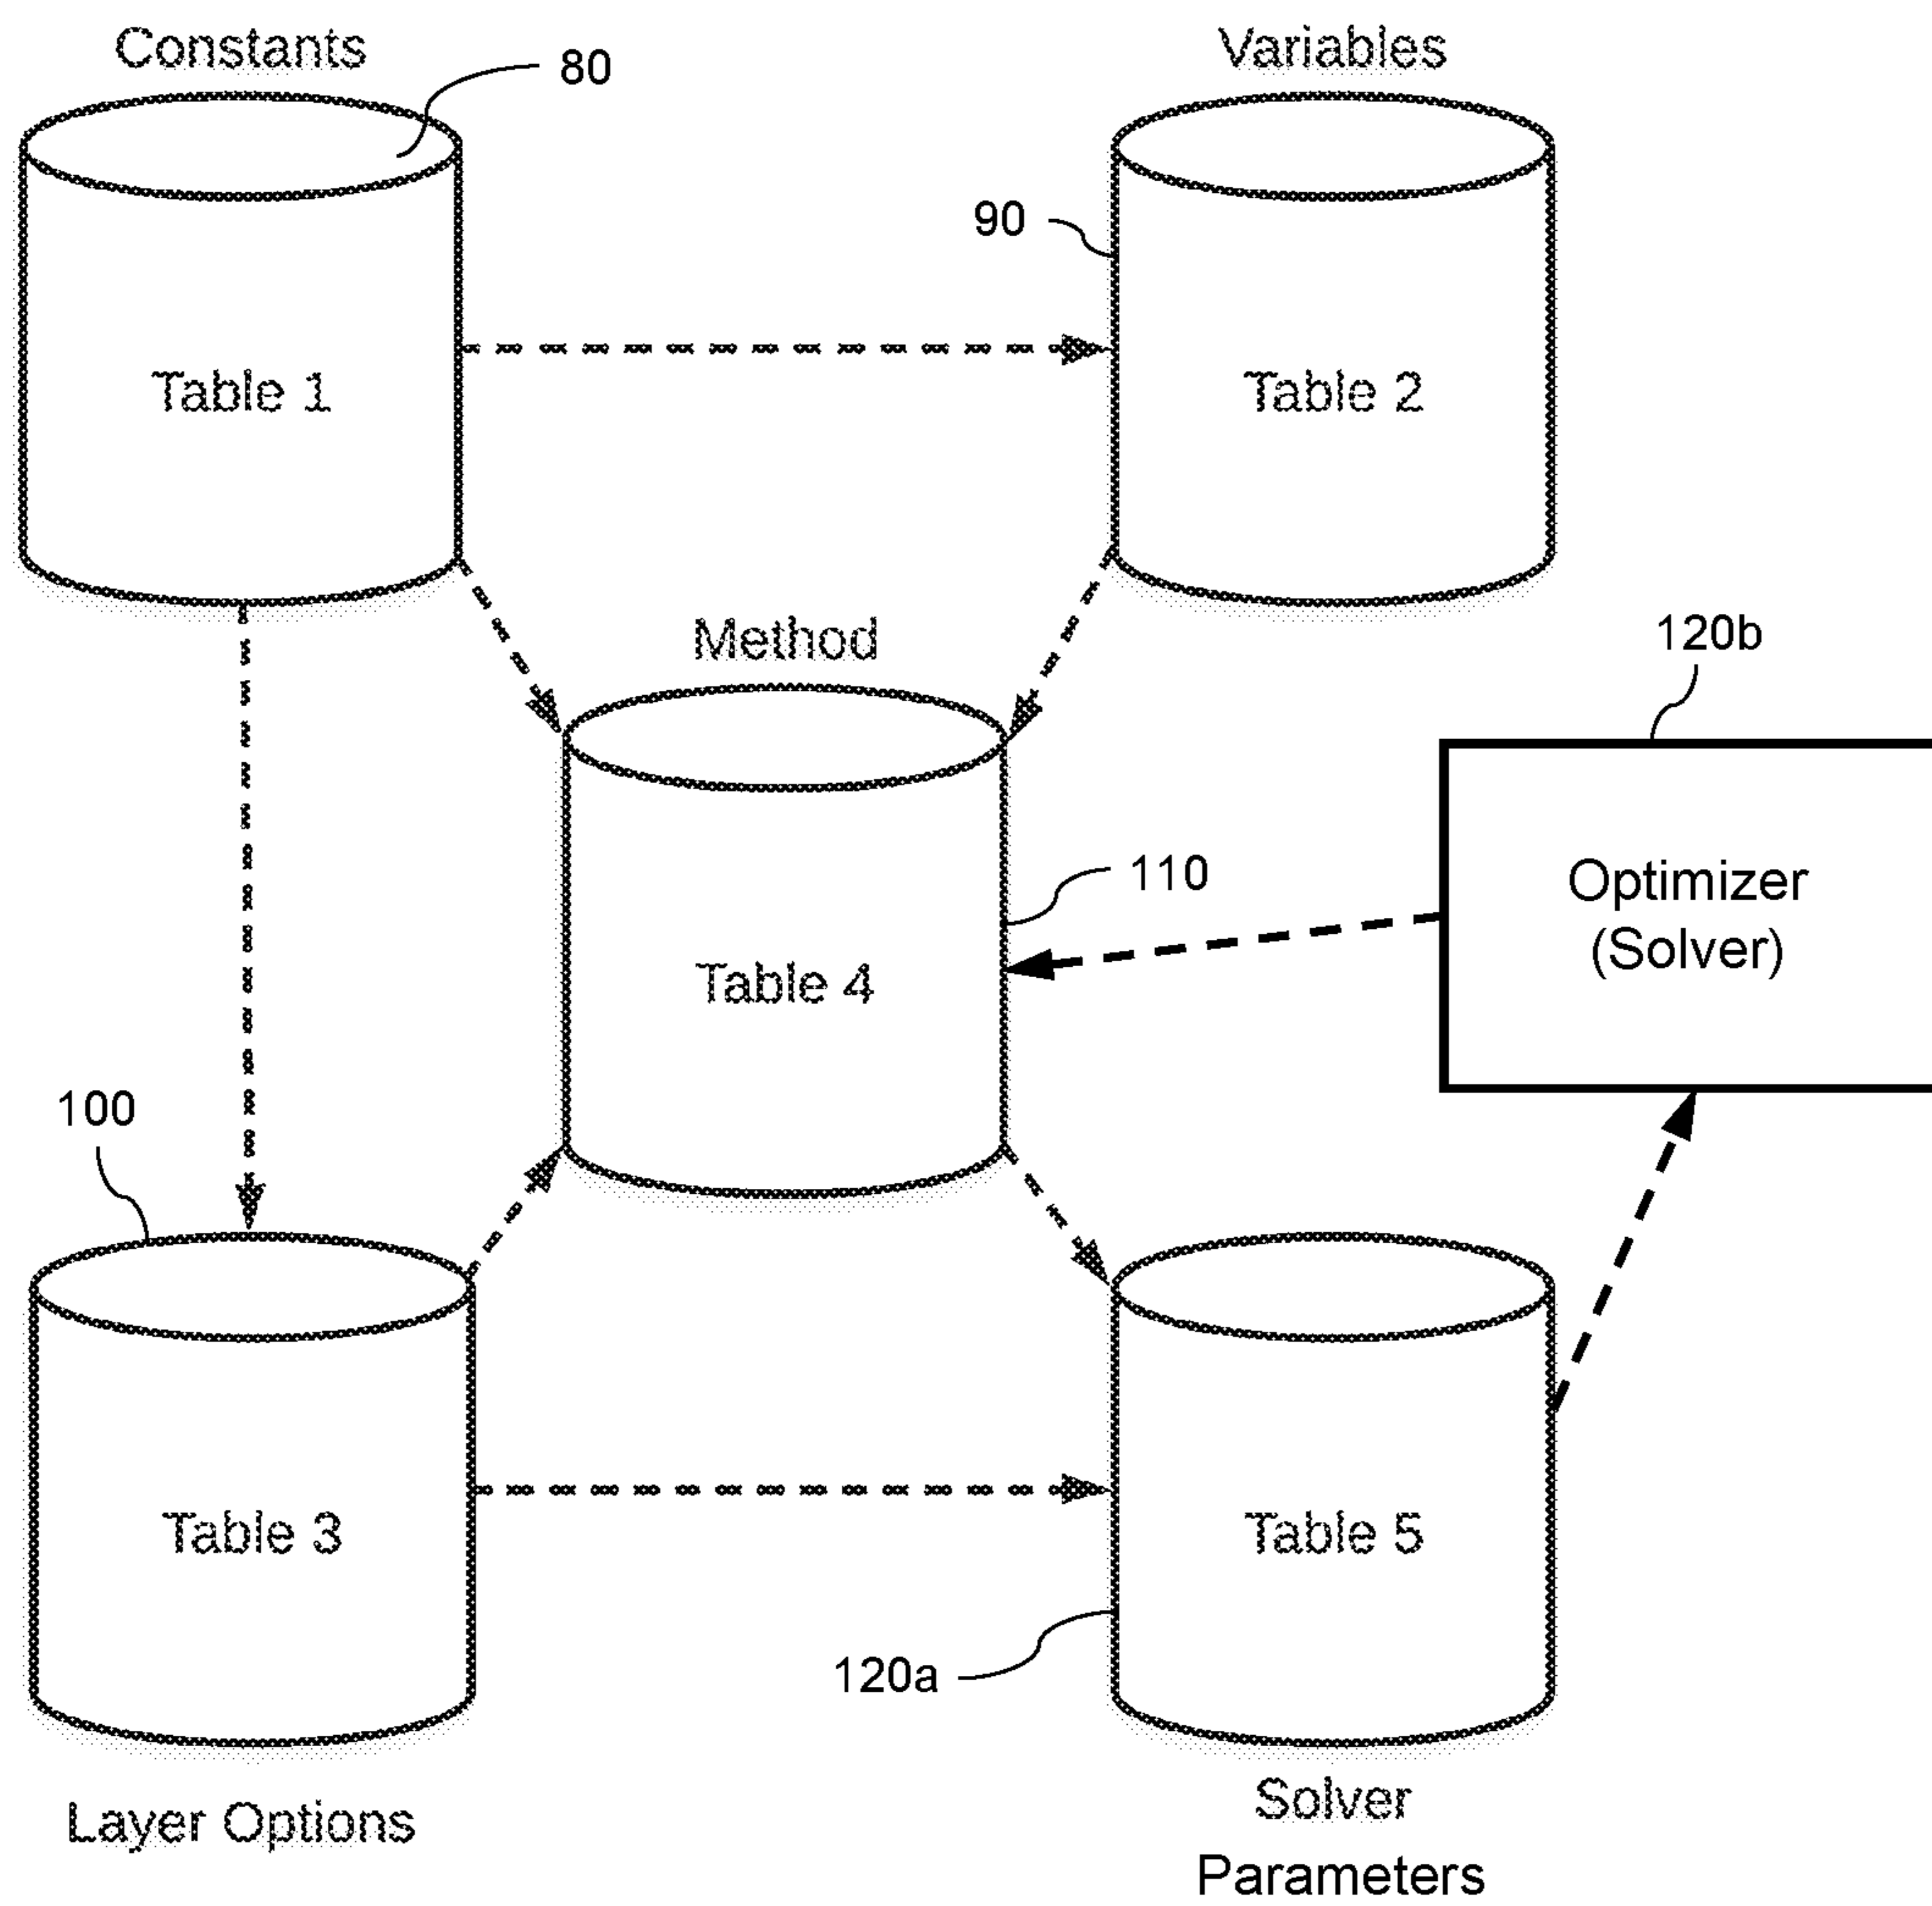 Constants
80
Variables
90
Table 1
Table 2
Method
120b
110
Optimizer
(Solver)
Table 4
100
Table 3
Table 5
120a
Layer Options
Solver
Parameters